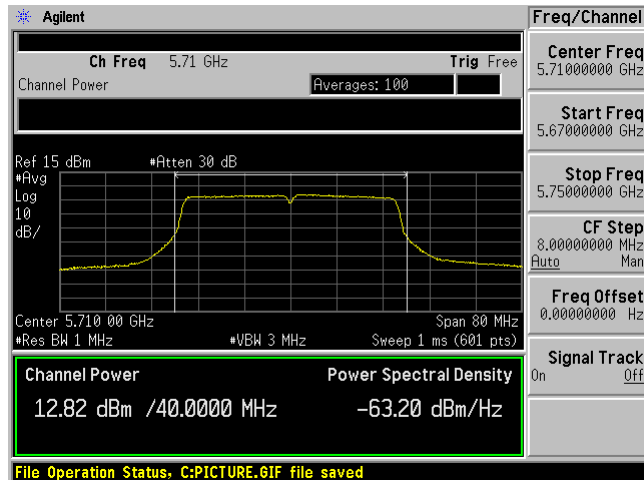 Agilent
Freq/Channel
Ch Freq 5.71 GHz Trig Free
Channel Power Averages: 100
Center Freq
5.71000000 GHz
Start Freq
5.67000000 GHz
Stop Freq
5.75000000 GHz
CF Step
8.00000000 MHz
Auto Man
Freq Offset
0.00000000 Hz
Signal Track
On Off
Ref 15 dBm #Atten 30 dB
#Avg
Log
10
dB/
Center 5.710 00 GHz Span 80 MHz
#Res BW 1 MHz #VBW 3 MHz Sweep 1 ms (601 pts)
Channel Power Power Spectral Density
12.82 dBm /40.0000 MHz -63.20 dBm/Hz
File Operation Status, C:PICTURE.GIF file saved